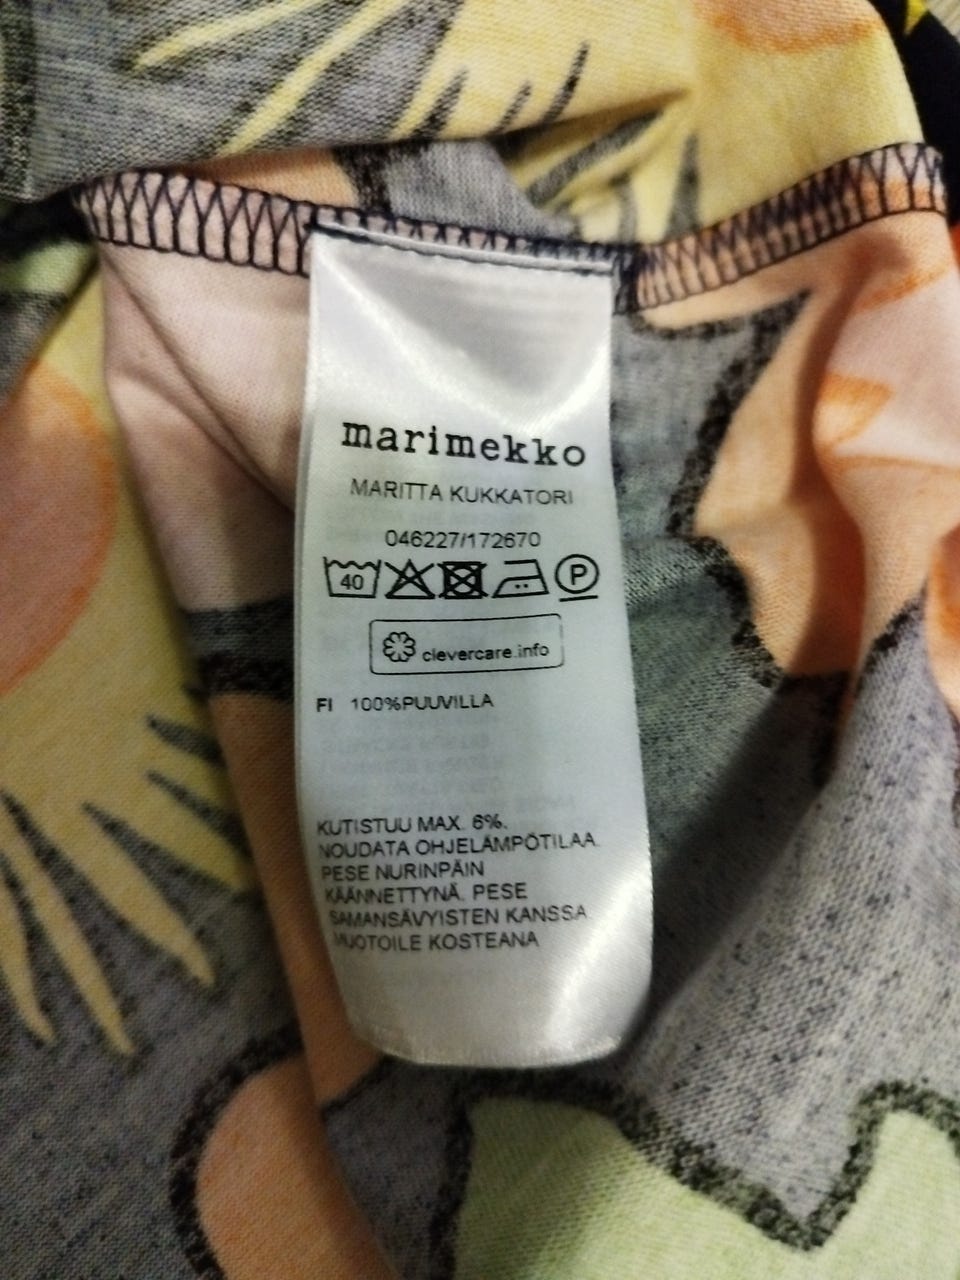 marimekko
MARITTA KUKKATORI
046227/172670
40 P
clevercare.info
FI 100%PUUVILLA
KUTISTUU MAX. 6%.
NOUDATA OHJELÄMPÖTILAA.
PESE NURINPÄIN
KÄÄNNETTYNÄ. PESE
SAMANSÄVYISTEN KANSSA.
MUOTOILE KOSTEANA